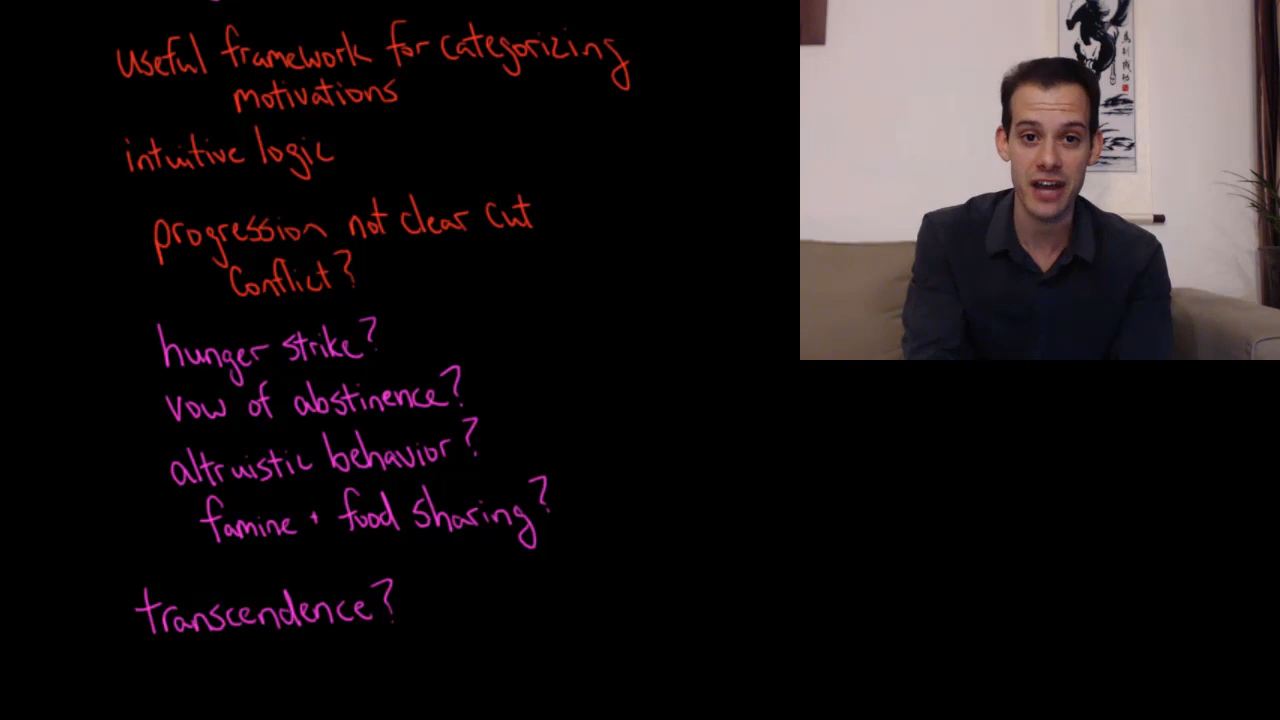 useful framework for categorizing
motivations
intuitive logic
progression not clear cut
conflict?
hunger strike?
vow of abstinence?
altruistic behavior?
famine + food sharing?
transcendence?